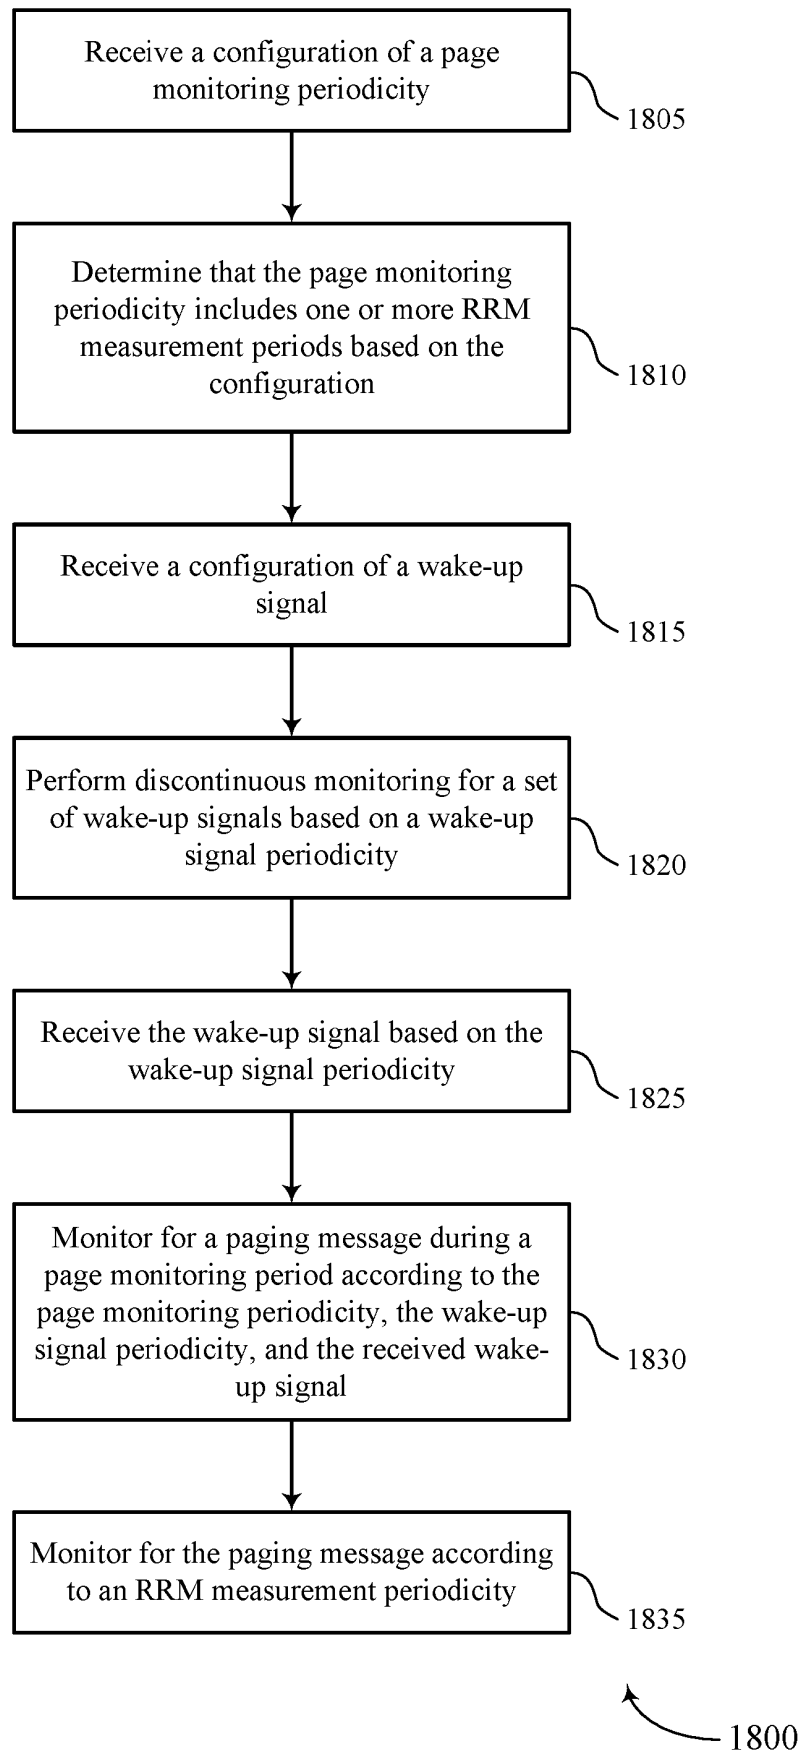 Receive a configuration of a page
monitoring periodicity
1805
Determine that the page monitoring
periodicity includes one or more RRM
measurement periods based on the
configuration
1810
Receive a configuration of a wake-up
signal
1815
Perform discontinuous monitoring for a set
of wake-up signals based on a wake-up
signal periodicity
1820
Receive the wake-up signal based on the
wake-up signal periodicity
1825
Monitor for a paging message during a
page monitoring period according to the
page monitoring periodicity, the wake-up
signal periodicity, and the received wake-
up signal
1830
Monitor for the paging message according
to an RRM measurement periodicity
1835
1800